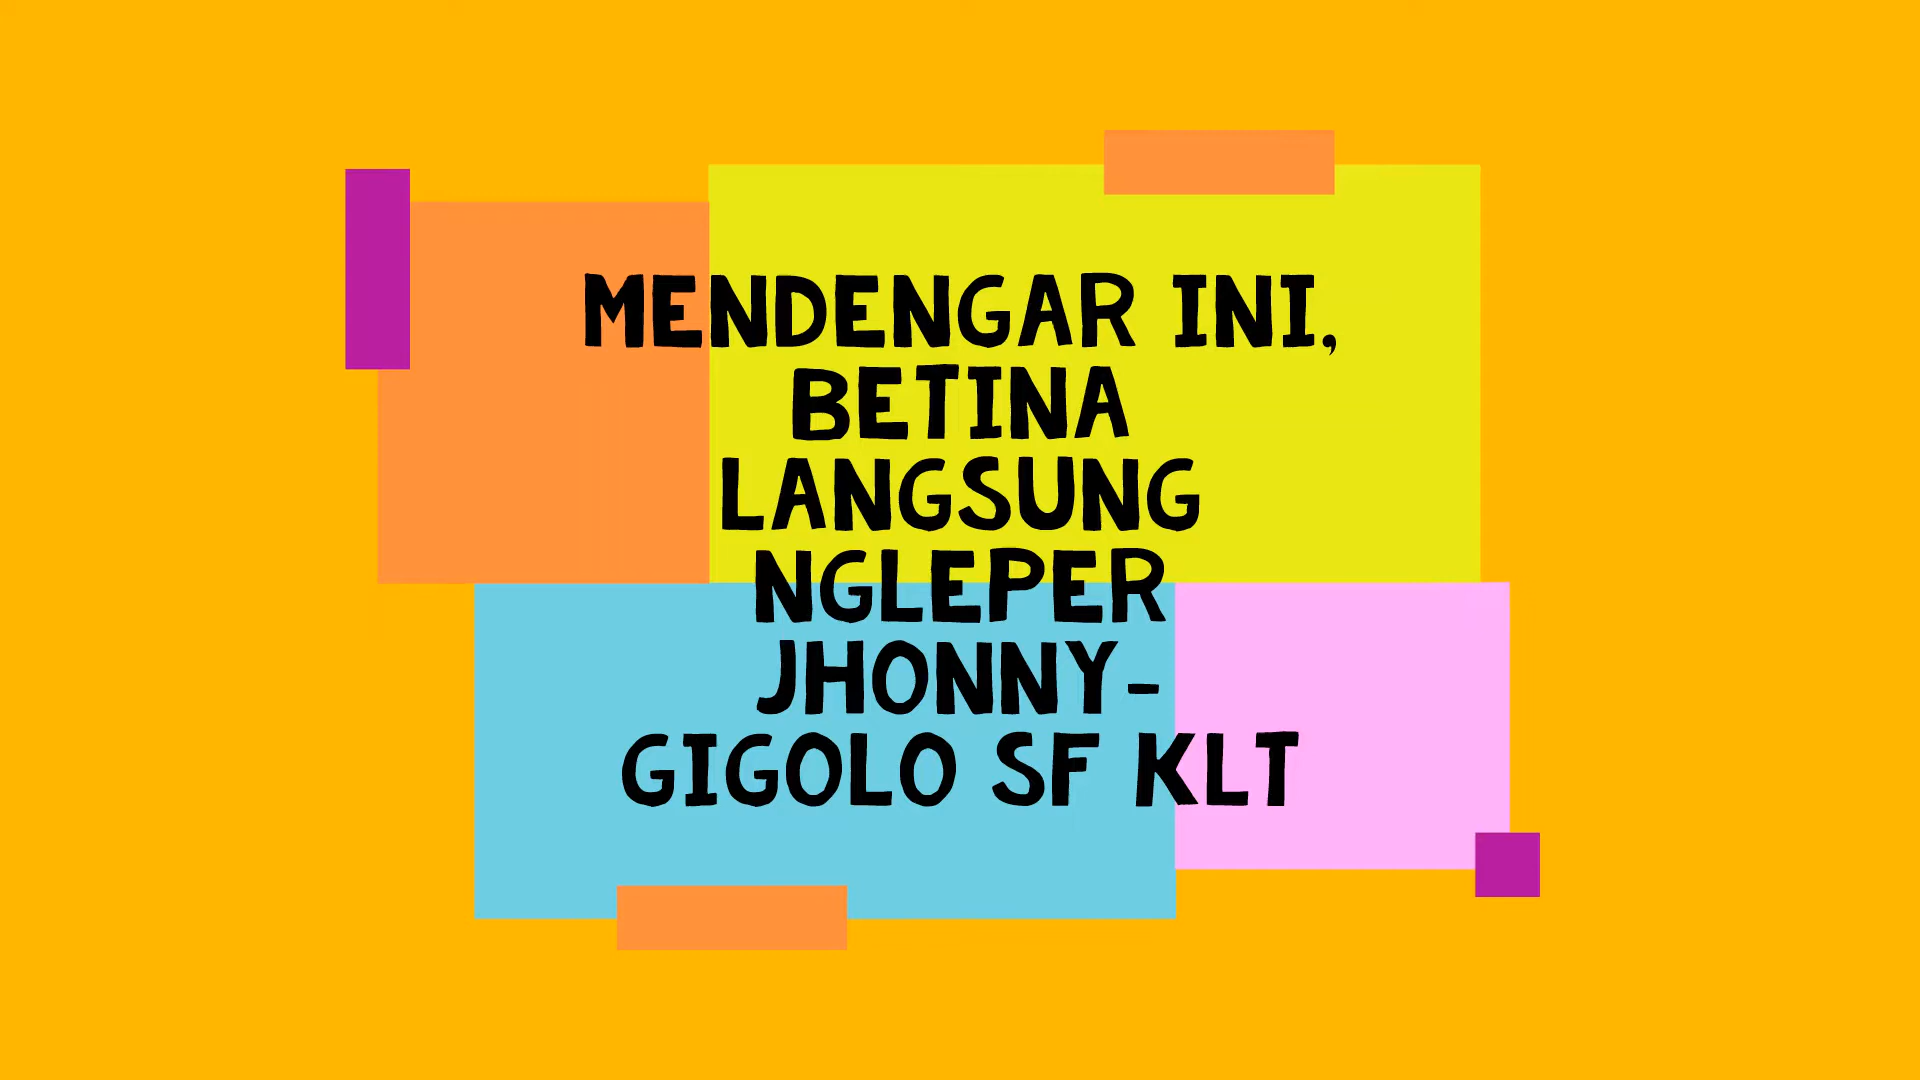 MENDENGAR INI,
BETINA
LANGSUNG
NGLEPER
JHONNY-
GIGOLO SF KLT